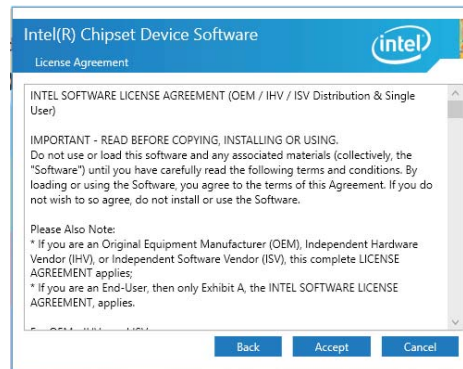 Intel(R) Chipset Device Software
intel
License Agreement
INTEL SOFTWARE LICENSE AGREEMENT (OEM / IHV / ISV Distribution & Single
User)
IMPORTANT - READ BEFORE COPYING, INSTALLING OR USING.
Do not use or load this software and any associated materials (collectively, the
"Software") until you have carefully read the following terms and conditions. By
loading or using the Software, you agree to the terms of this Agreement. If you do
not wish to so agree, do not install or use the Software.
Please Also Note:
* If you are an Original Equipment Manufacturer (OEM), Independent Hardware
Vendor (IHV), or Independent Software Vendor (ISV), this complete LICENSE
AGREEMENT applies;
* If you are an End-User, then only Exhibit A, the INTEL SOFTWARE LICENSE
AGREEMENT, applies.
Back Accept Cancel